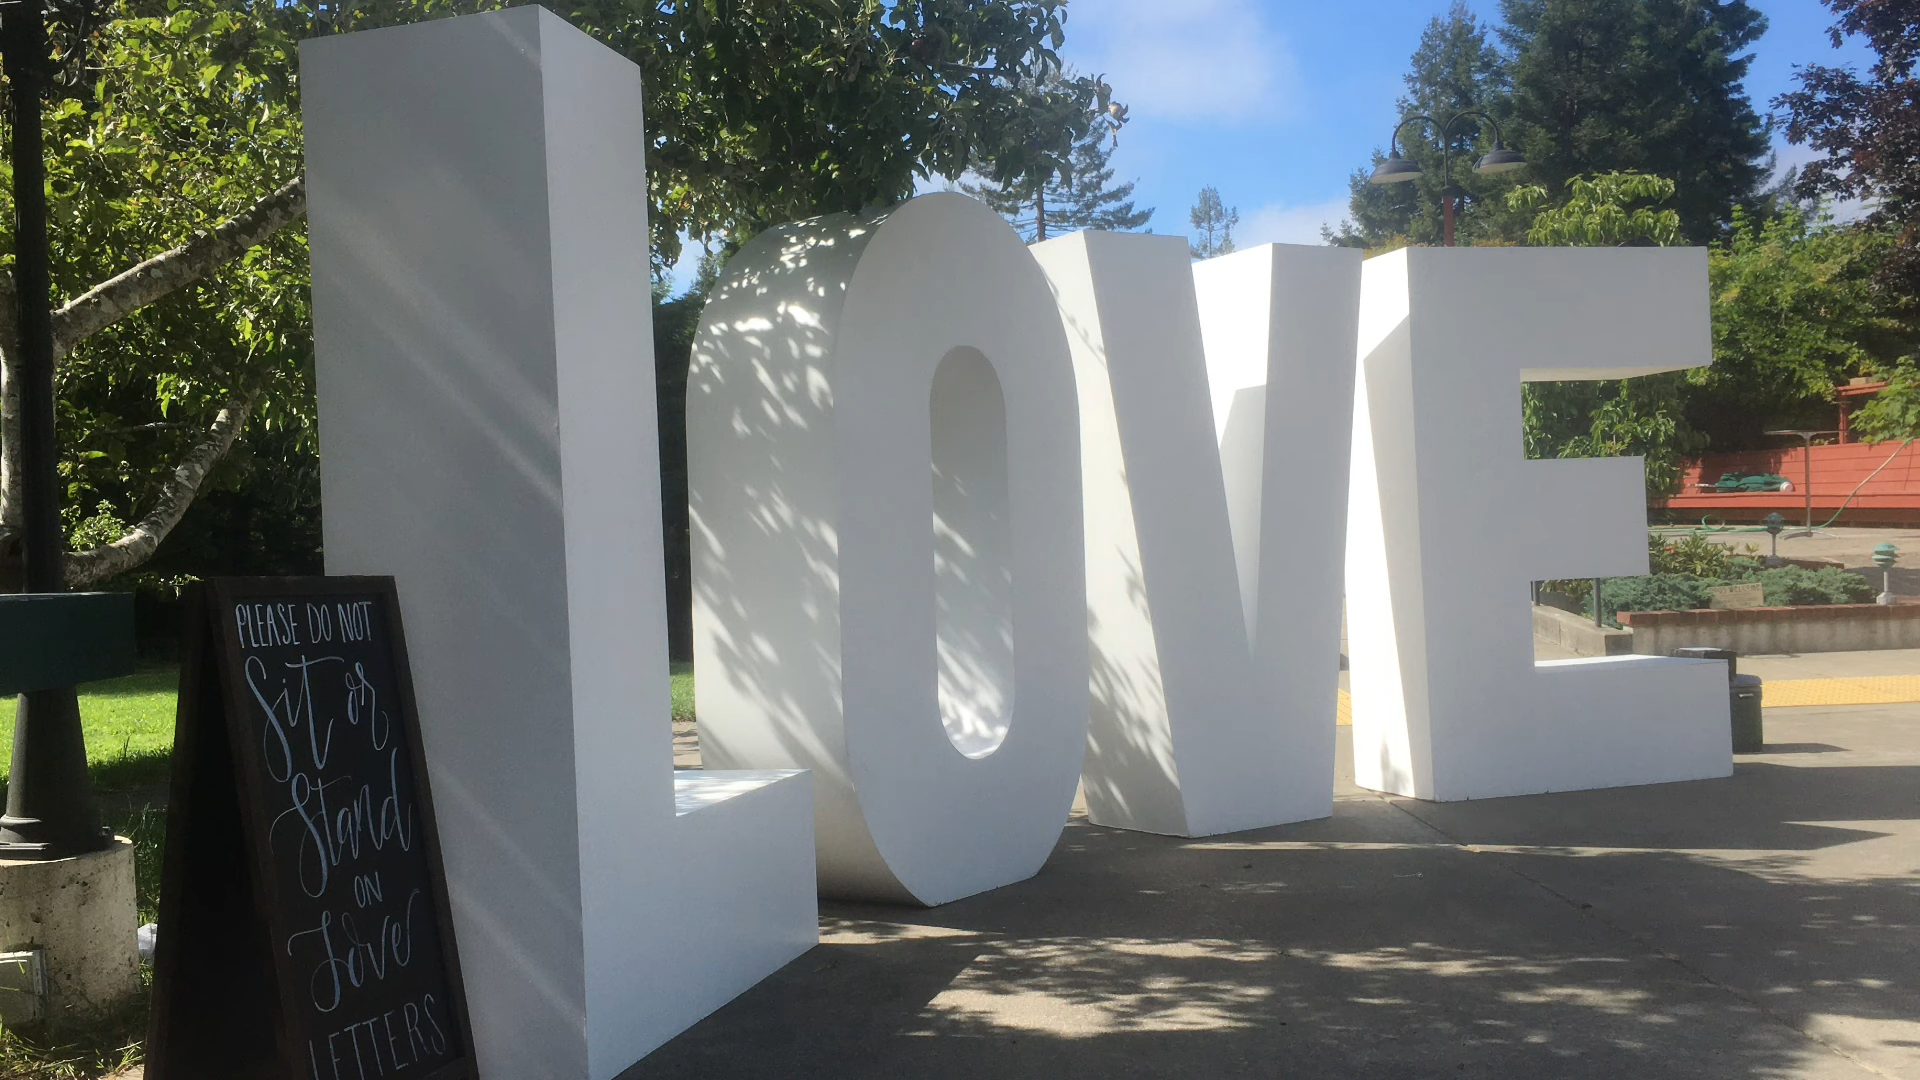 LOVE
PLEASE DO NOT
Sit or
Stand
ON
Love
LETTERS